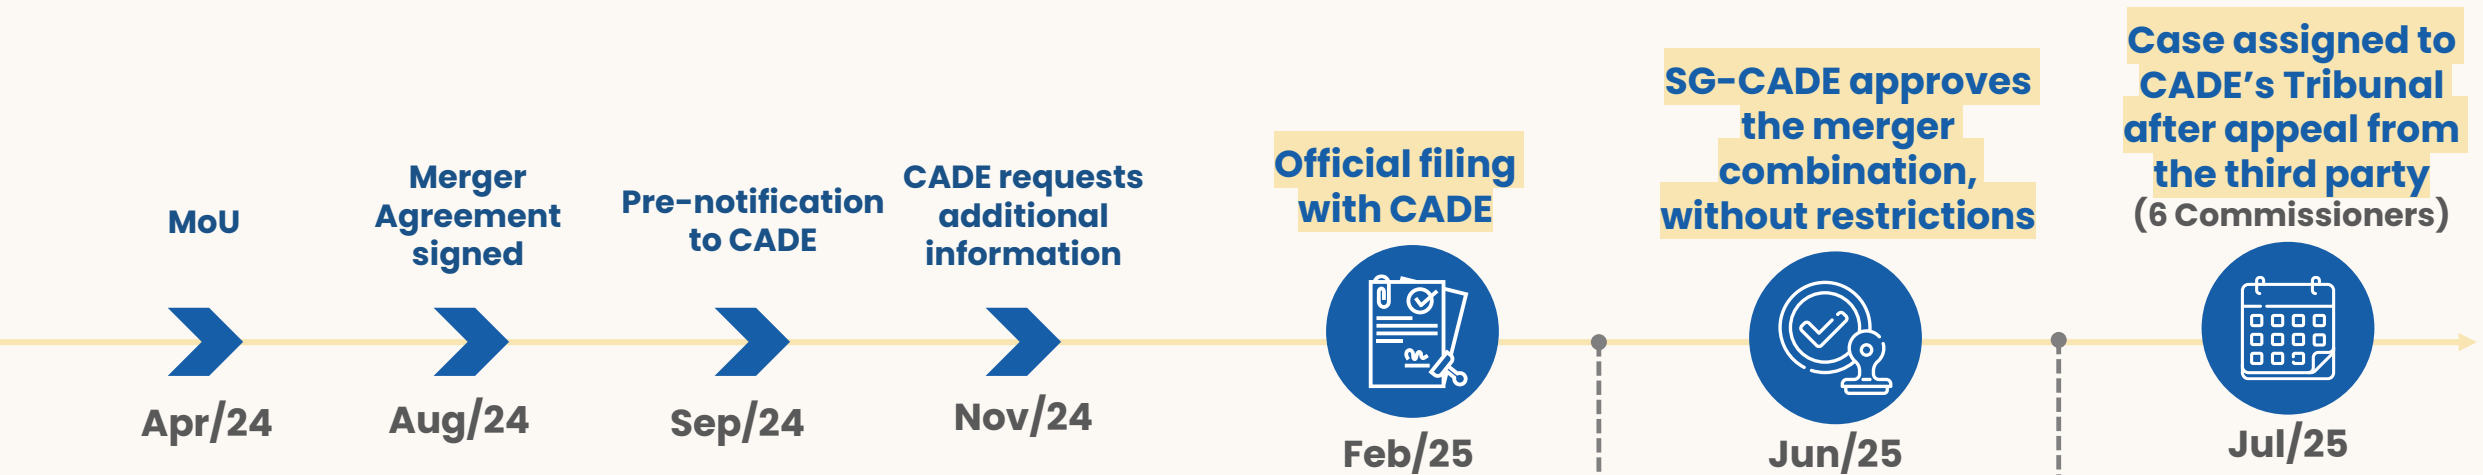 MoU
Apr/24
Merger
Agreement
signed
Aug/24
Pre-notification
to CADE
Sep/24
CADE requests
additional
information
Nov/24
Official filing
with CADE
Feb/25
SG-CADE approves
the merger
combination,
without restrictions
Jun/25
Case assigned to
CADE’s Tribunal
after appeal from
the third party
(6 Commissioners)
Jul/25